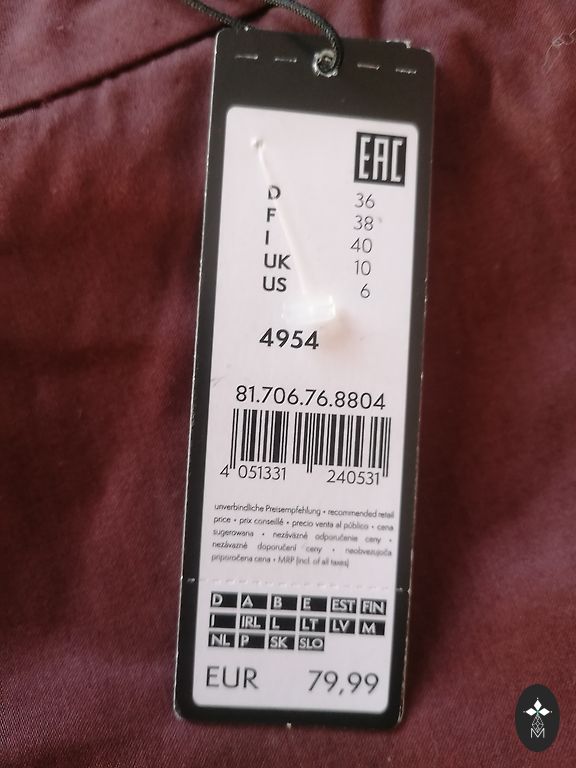 EAC
D 36
F 38
I 40
UK 10
US 6
4954
81.706.76.8804
4 051331 240531
unverbindliche Preisempfehlung • recommended retail
price • prix conseillé • precio venta al público • cena
sugerowana • nezáväzné odporučenie ceny •
nezávazné doporučení ceny • neobvezujoča
priporočena cena • MRP (incl. of all taxes)
D A B E EST FIN
I IRL L LT LV M
NL P SK SLO
EUR 79,99
M